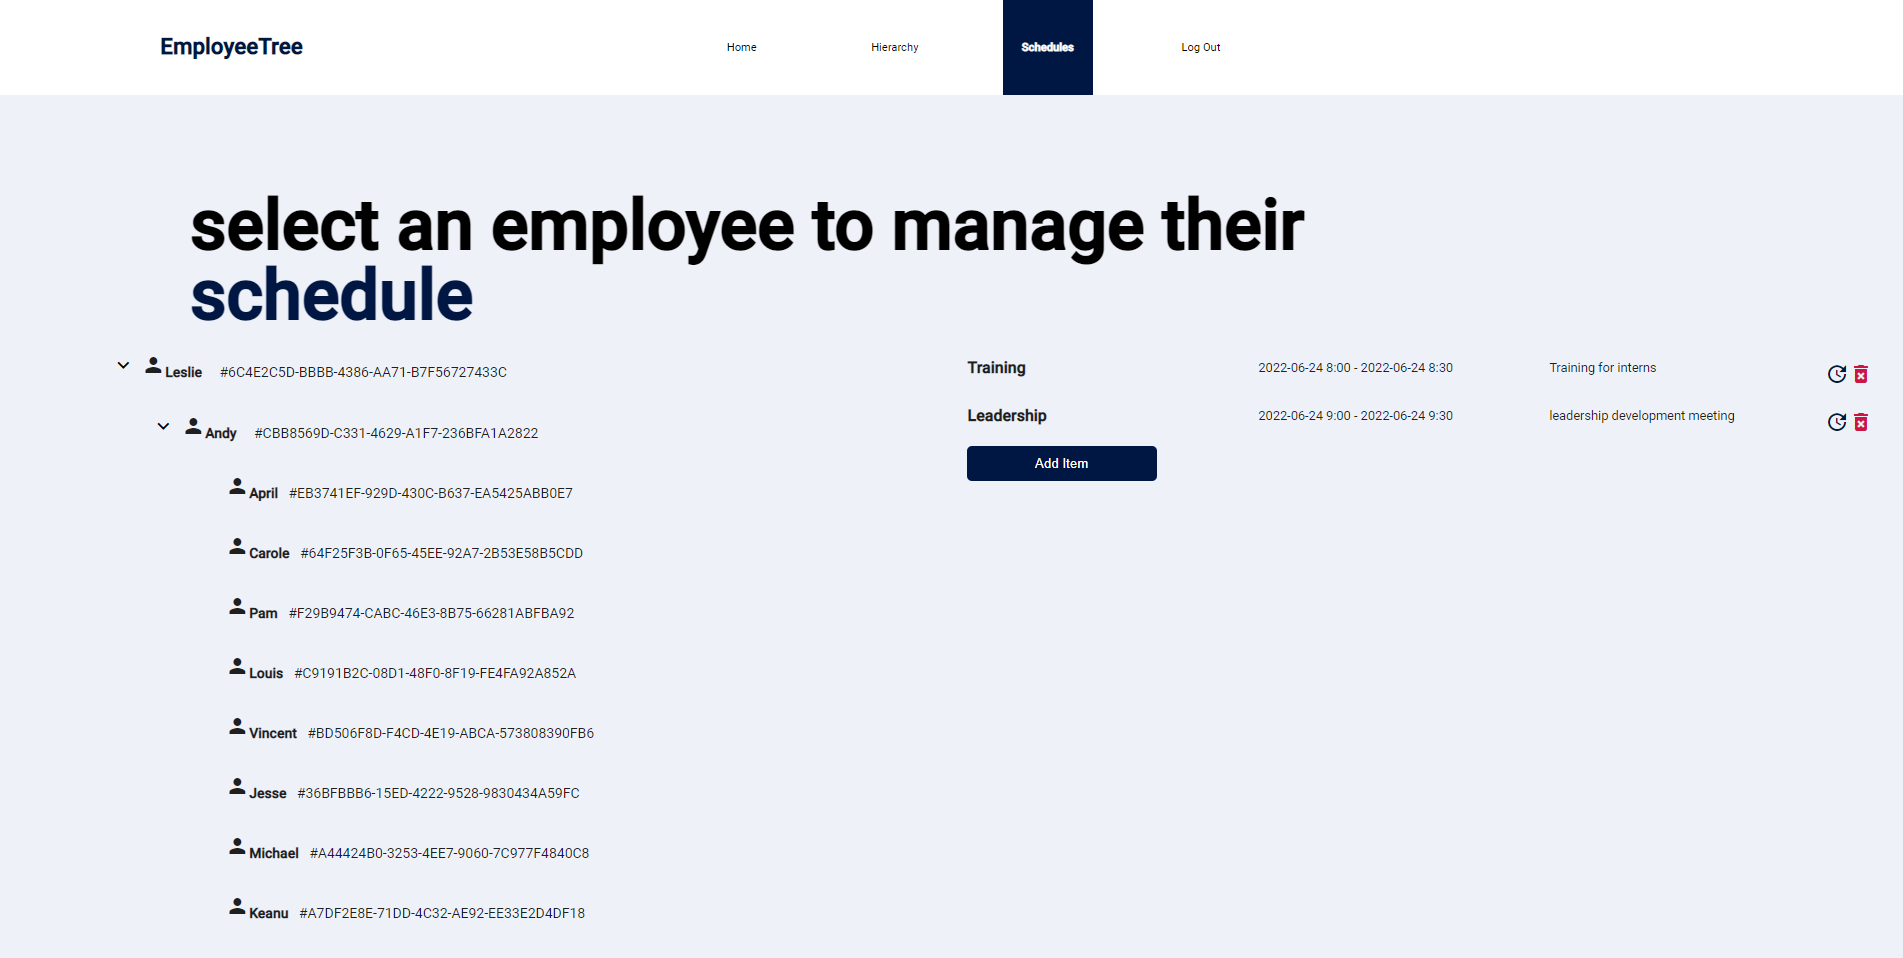 EmployeeTree
Home
Hierarchy
Schedules
Log Out
select an employee to manage their
schedule
Leslie #6C4E2C5D-BBBB-4386-AA71-B7F56727433C
Andy #CBB8569D-C331-4629-A1F7-236BFA1A2822
April #EB3741EF-929D-430C-B637-EA5425ABB0E7
Carole #64F25F3B-0F65-45EE-92A7-2B53E58B5CDD
Pam #F29B9474-CABC-46E3-8B75-66281ABFBA92
Louis #C9191B2C-08D1-48F0-8F19-FE4FA92A852A
Vincent #BD506F8D-F4CD-4E19-ABCA-573808390FB6
Jesse #36BFBBB6-15ED-4222-9528-9830434A59FC
Michael #A44424B0-3253-4EE7-9060-7C977F4840C8
Keanu #A7DF2E8E-71DD-4C32-AE92-EE33E2D4DF18
Training 2022-06-24 8:00 - 2022-06-24 8:30 Training for interns
Leadership 2022-06-24 9:00 - 2022-06-24 9:30 leadership development meeting
Add Item